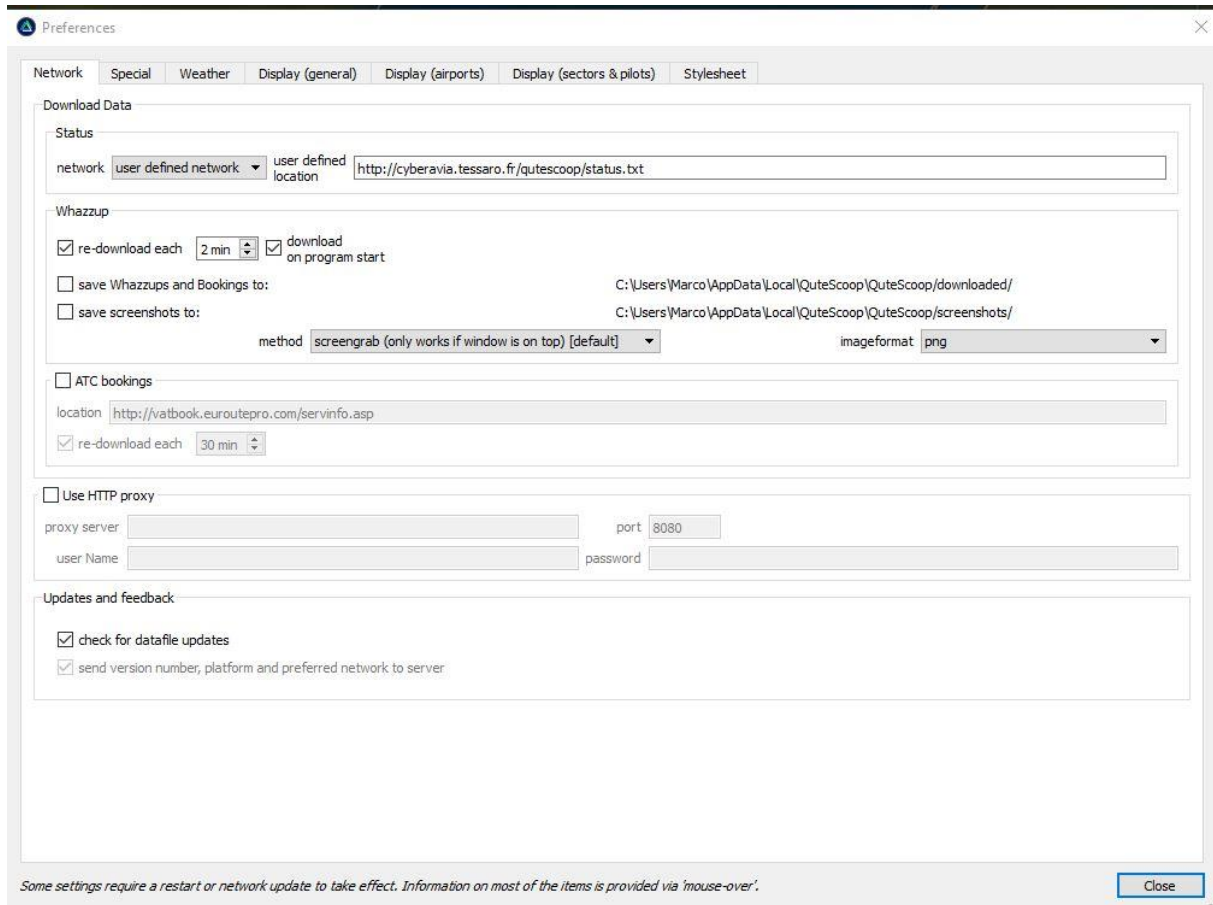 Preferences
Network Special Weather Display (general) Display (airports) Display (sectors & pilots) Stylesheet
Download Data
Status
network user defined network user defined location http://cyberavia.tessaro.fr/qutescoop/status.txt
Whazzup
re-download each 2 min download on program start
save Whazzups and Bookings to: C:\Users\Marco\AppData\Local\QuteScoop\QuteScoop/downloaded/
save screenshots to: C:\Users\Marco\AppData\Local\QuteScoop\QuteScoop/screenshots/
method screengrab (only works if window is on top) [default] imageformat png
ATC bookings
location http://vatbook.euroutepro.com/servinfo.asp
re-download each 30 min
Use HTTP proxy
proxy server port 8080
user Name password
Updates and feedback
check for datafile updates
send version number, platform and preferred network to server
Some settings require a restart or network update to take effect. Information on most of the items is provided via 'mouse-over'. Close